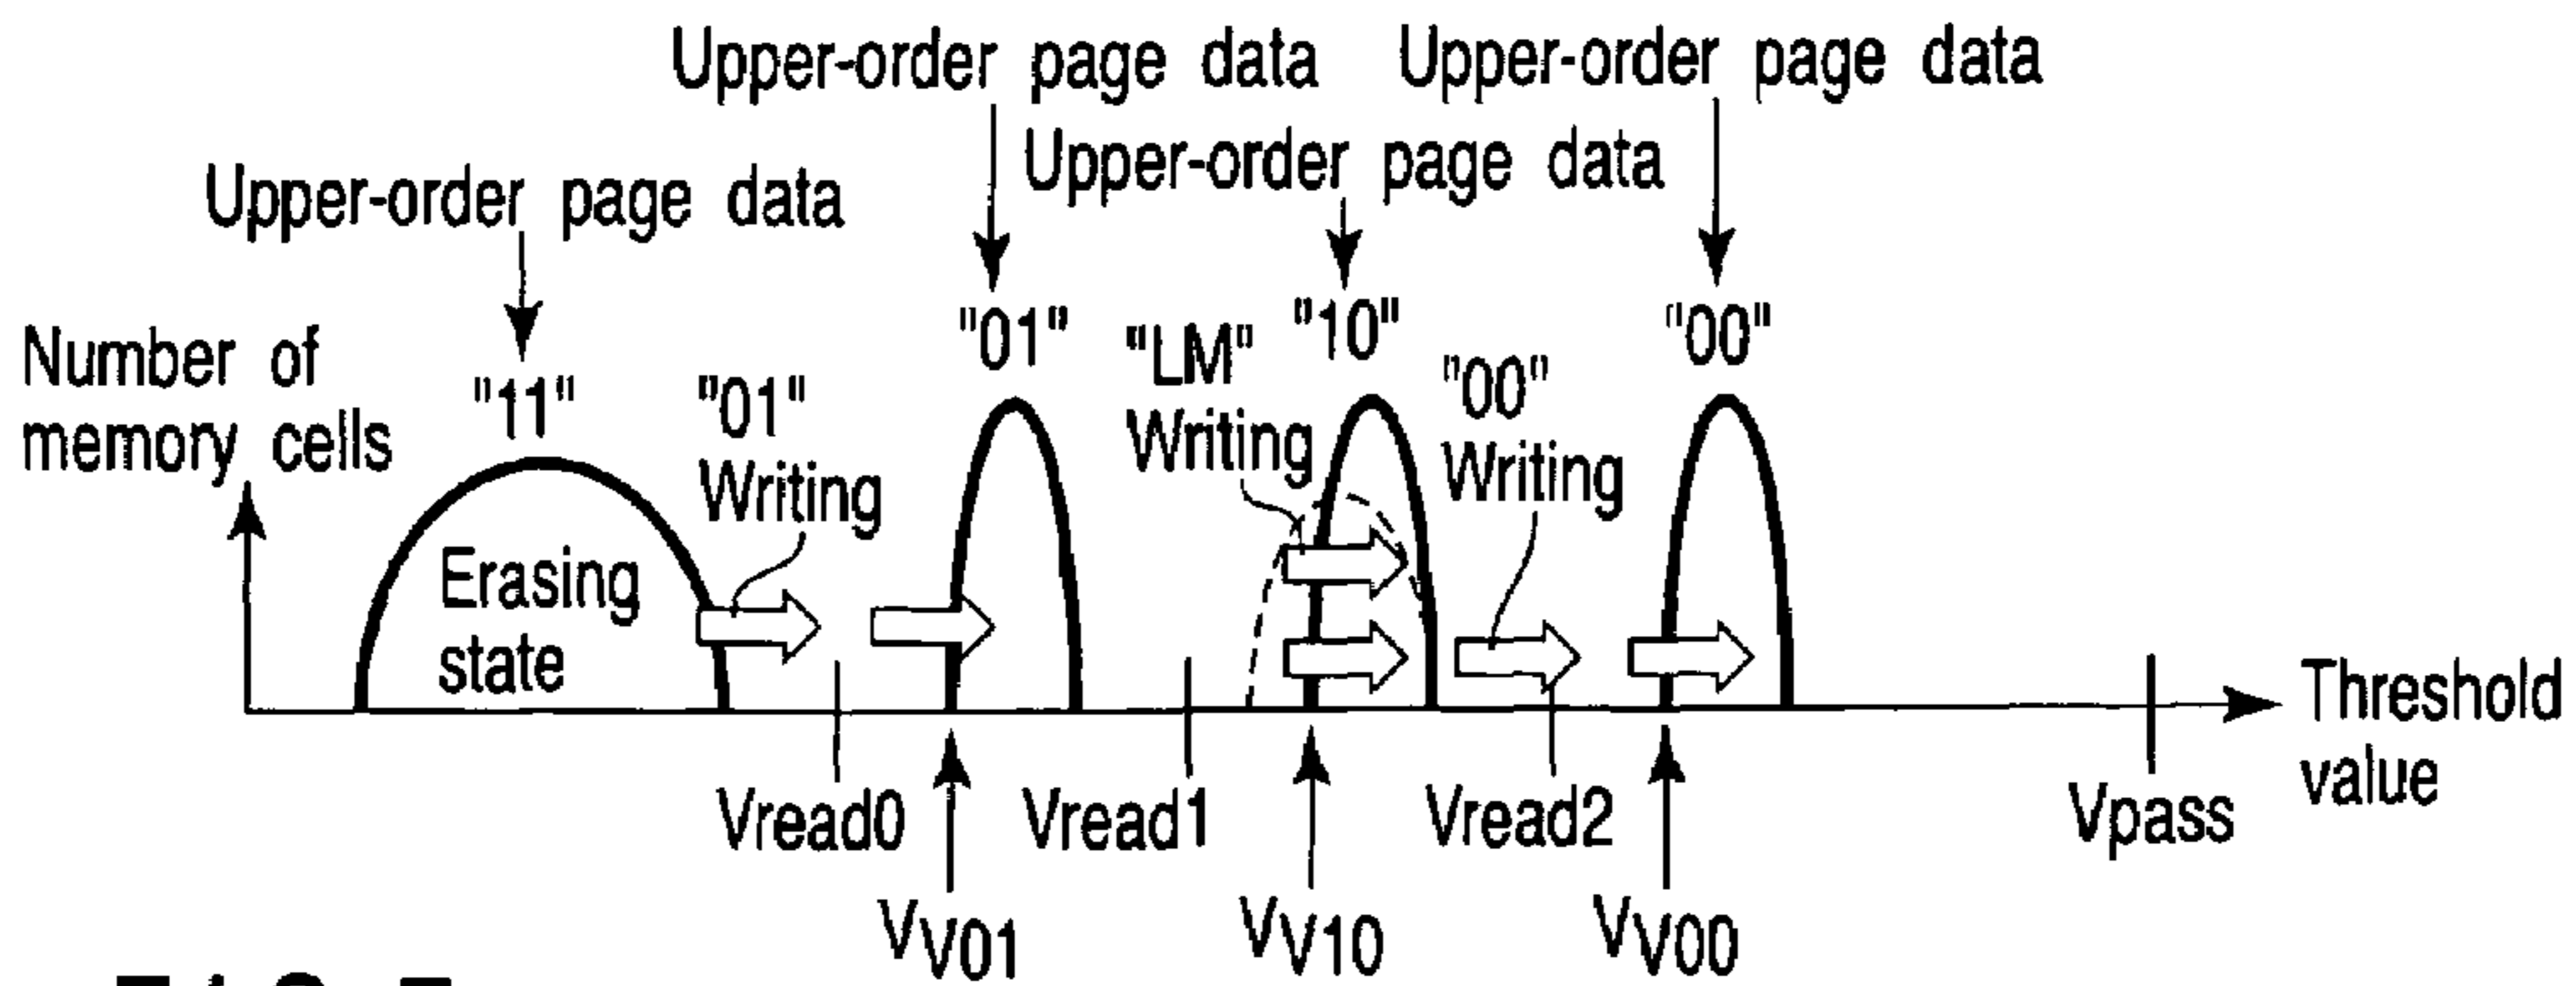 Upper-order page data
Upper-order page data
Upper-order page data
Upper-order page data
Number of
memory cells
"11"
"01"
Writing
"01"
"LM"
Writing
"10"
"00"
Writing
"00"
Erasing
state
Threshold
value
Vread0
Vread1
Vread2
Vpass
VV01
VV10
VV00